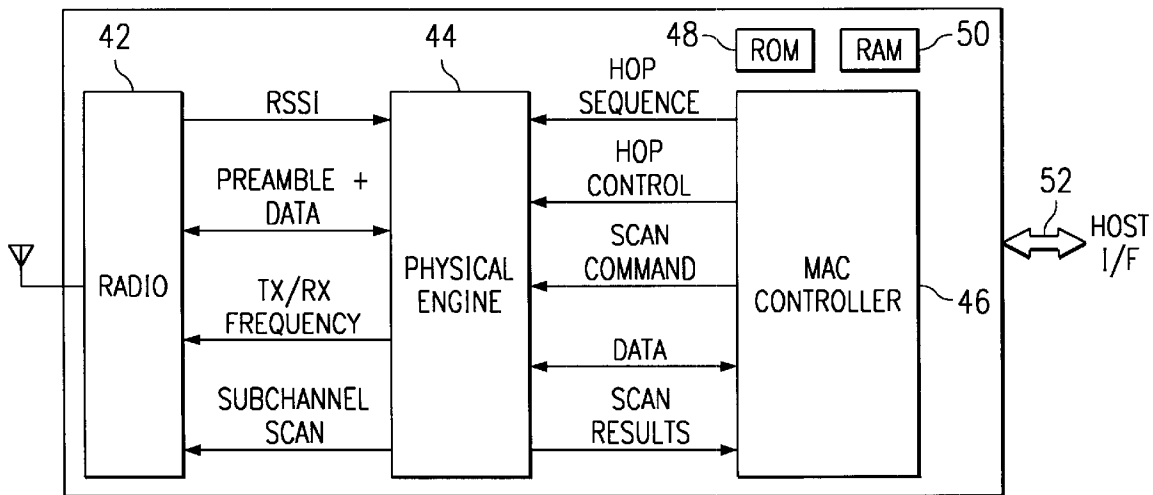 42
44
48
ROM
RAM
50
RSSI
HOP
SEQUENCE
PREAMBLE +
DATA
HOP
CONTROL
52
HOST
I/F
RADIO
TX/RX
FREQUENCY
PHYSICAL
ENGINE
SCAN
COMMAND
MAC
CONTROLLER
46
DATA
SUBCHANNEL
SCAN
SCAN
RESULTS